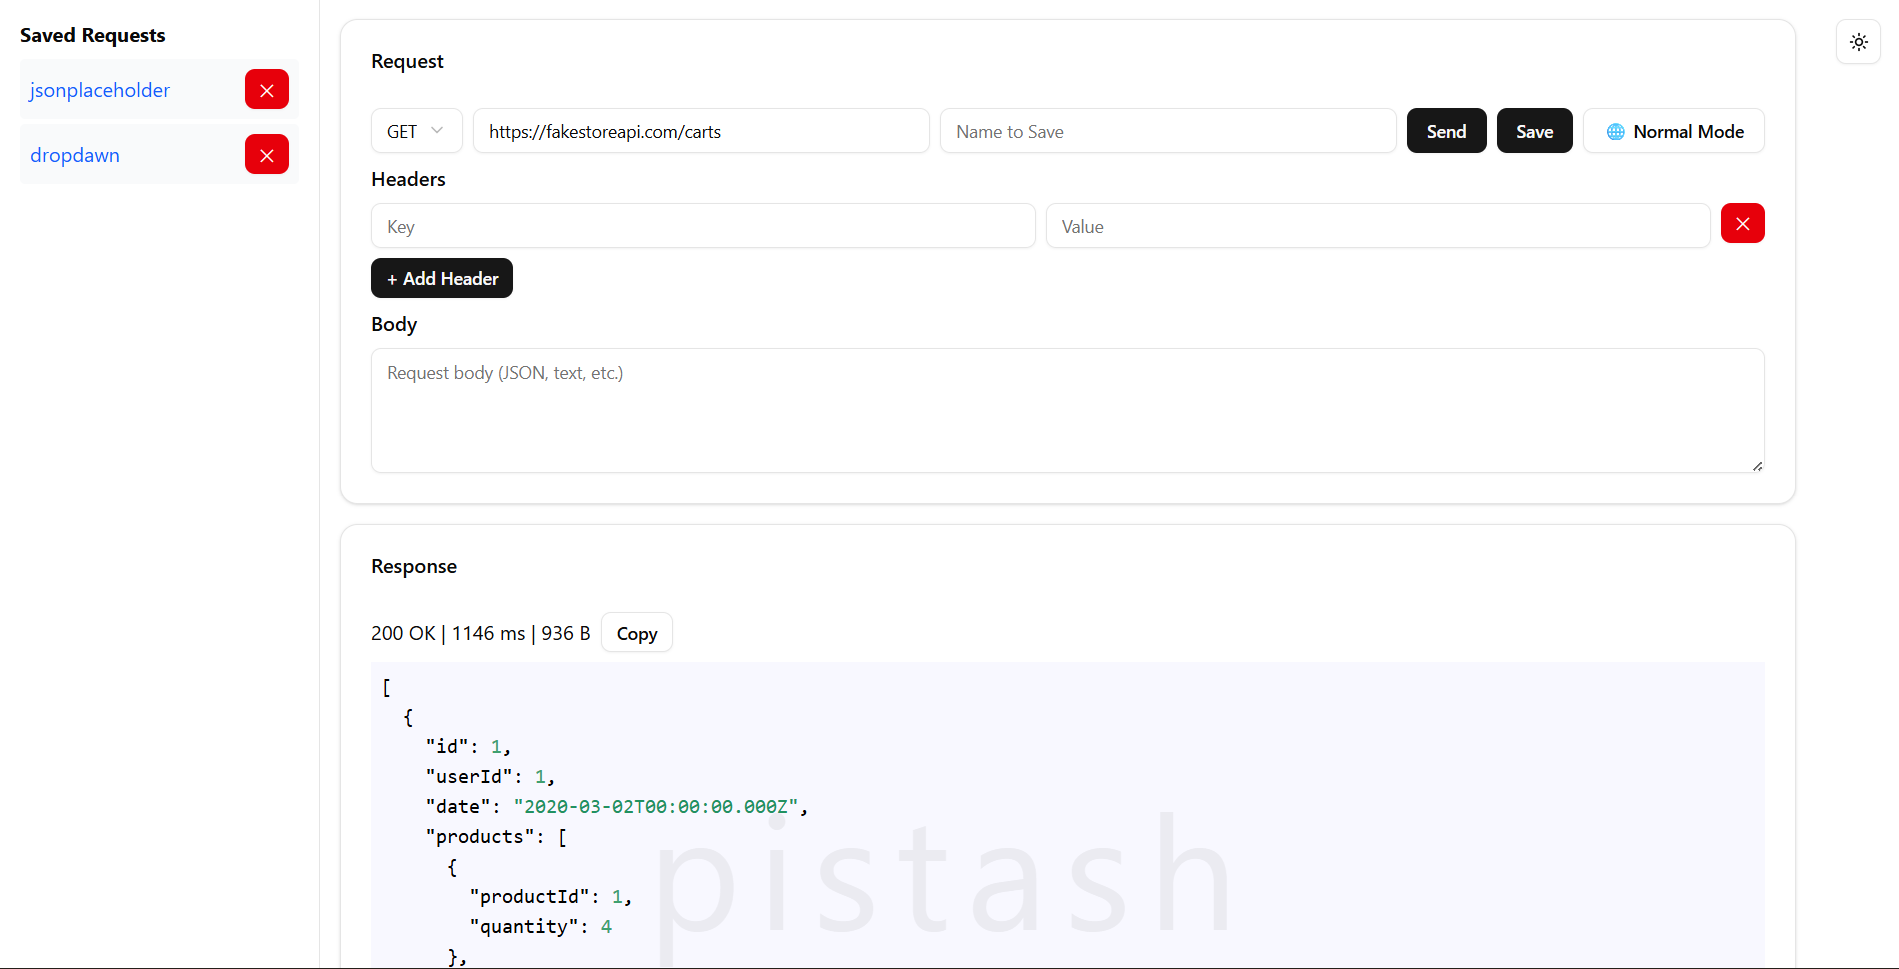 Saved Requests
jsonplaceholder
dropdawn
Request
GET
https://fakestoreapi.com/carts
Name to Save
Send
Save
Normal Mode
Headers
Key
Value
+ Add Header
Body
Request body (JSON, text, etc.)
Response
200 OK | 1146 ms | 936 B
Copy
[
{
"id": 1,
"userId": 1,
"date": "2020-03-02T00:00:00.000Z",
"products": [
{
"productId": 1,
"quantity": 4
},
pistash